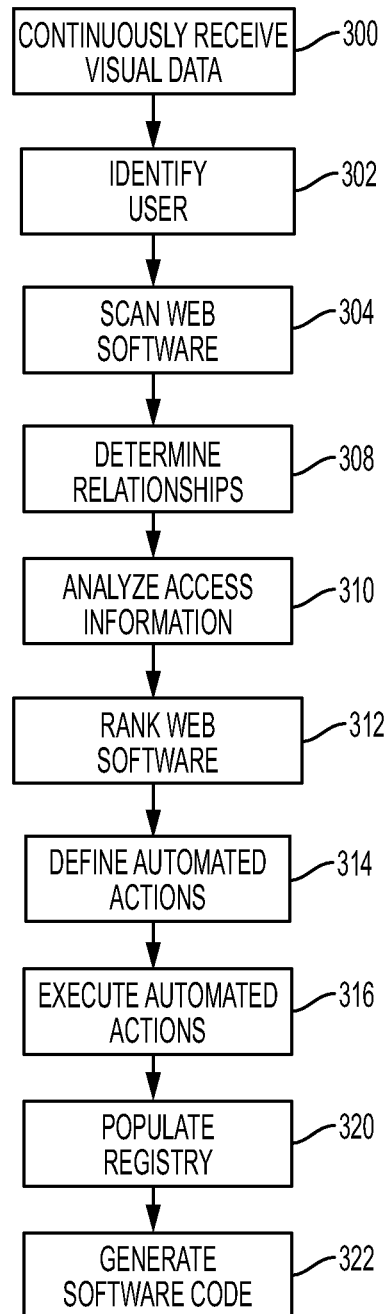 CONTINUOUSLY RECEIVE
VISUAL DATA
300
IDENTIFY
USER
302
SCAN WEB
SOFTWARE
304
DETERMINE
RELATIONSHIPS
308
ANALYZE ACCESS
INFORMATION
310
RANK WEB
SOFTWARE
312
DEFINE AUTOMATED
ACTIONS
314
EXECUTE AUTOMATED
ACTIONS
316
POPULATE
REGISTRY
320
GENERATE
SOFTWARE CODE
322